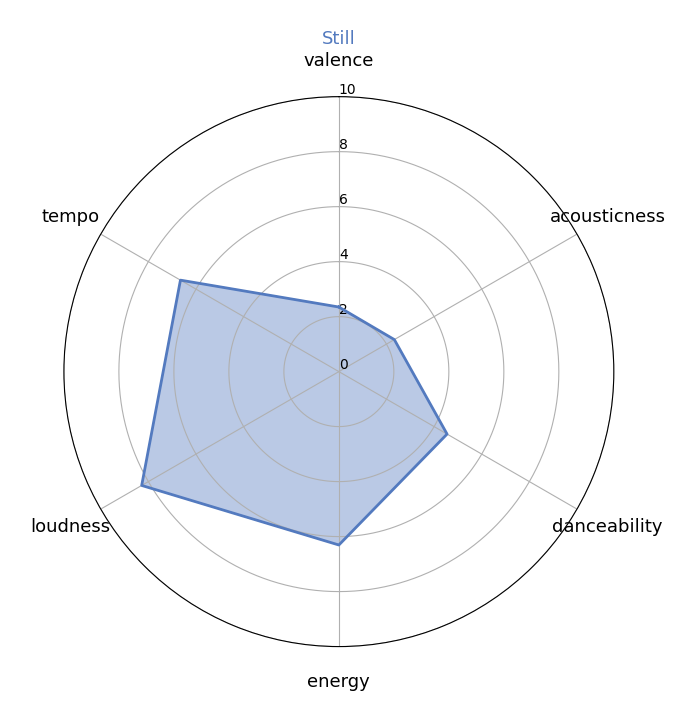 Still
valence
10
8
6
4
2
0
tempo
acousticness
loudness
danceability
energy